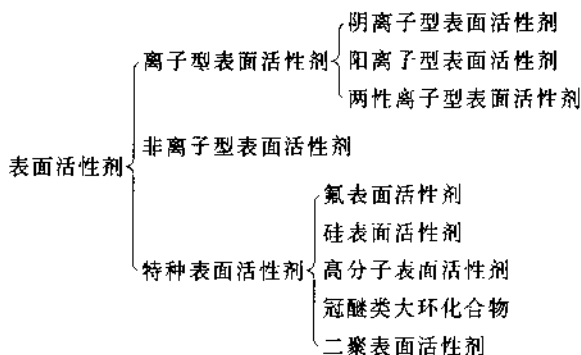 阴离子型表面活性剂
离子型表面活性剂
阳离子型表面活性剂
两性离子型表面活性剂
非离子型表面活性剂
表面活性剂
氟表面活性剂
硅表面活性剂
特种表面活性剂
高分子表面活性剂
冠醚类大环化合物
二聚表面活性剂